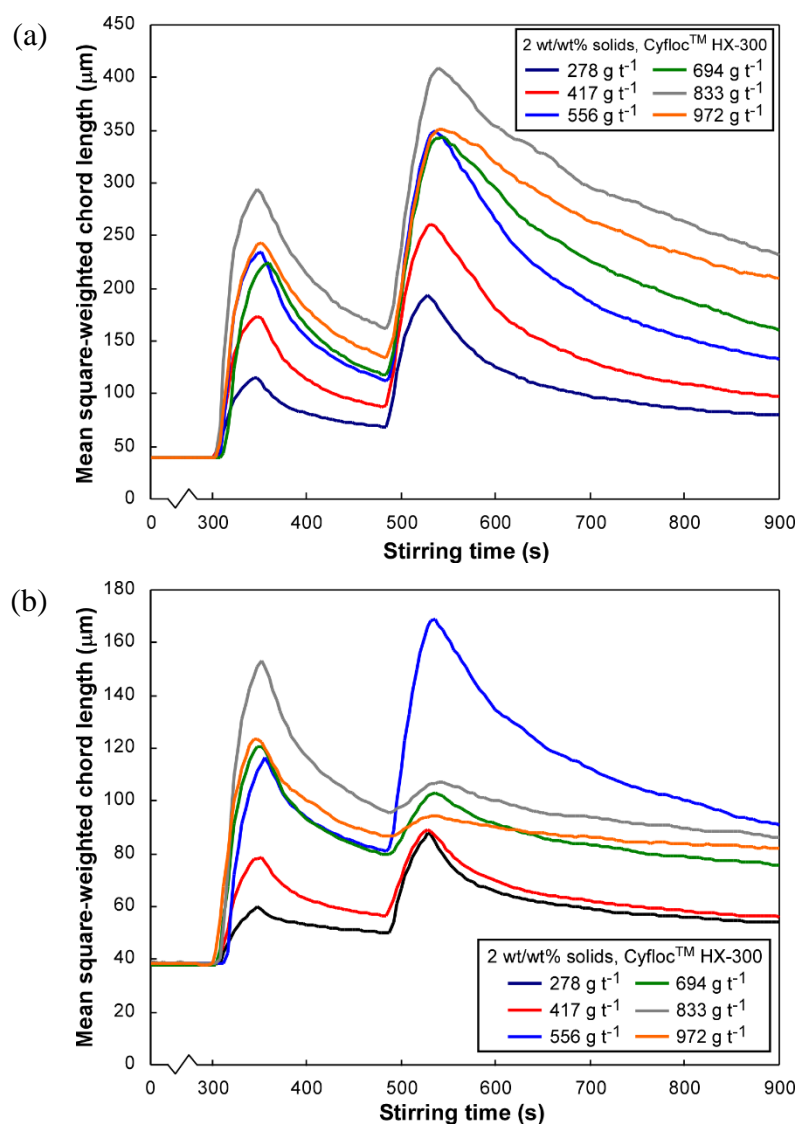 (a)
Mean square-weighted chord length (μm)
450
400
350
300
250
200
150
100
50
0
2 wt/wt% solids, Cyfloc™ HX-300
278 g t⁻¹ 694 g t⁻¹
417 g t⁻¹ 833 g t⁻¹
556 g t⁻¹ 972 g t⁻¹
0 300 400 500 600 700 800 900
Stirring time (s)
(b)
Mean square-weighted chord length (μm)
180
160
140
120
100
80
60
40
20
0
2 wt/wt% solids, Cyfloc™ HX-300
278 g t⁻¹ 694 g t⁻¹
417 g t⁻¹ 833 g t⁻¹
556 g t⁻¹ 972 g t⁻¹
0 300 400 500 600 700 800 900
Stirring time (s)